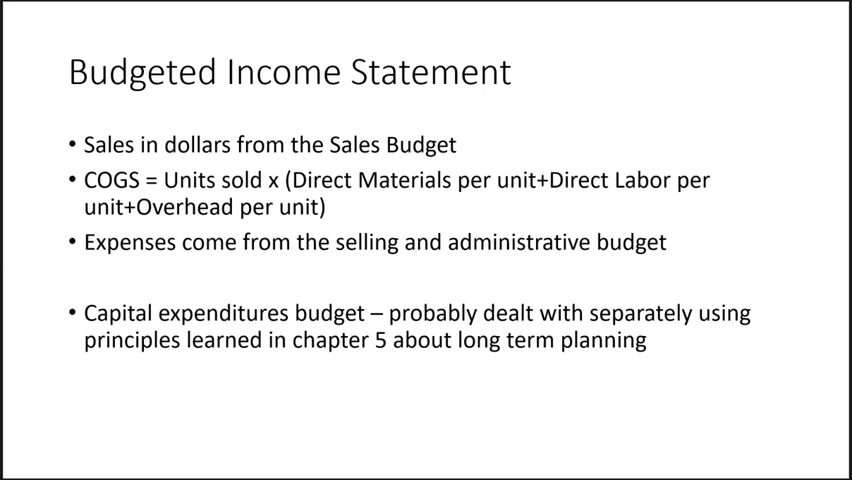 Budgeted Income Statement
• Sales in dollars from the Sales Budget
• COGS = Units sold x (Direct Materials per unit+Direct Labor per
unit+Overhead per unit)
• Expenses come from the selling and administrative budget
• Capital expenditures budget – probably dealt with separately using
principles learned in chapter 5 about long term planning